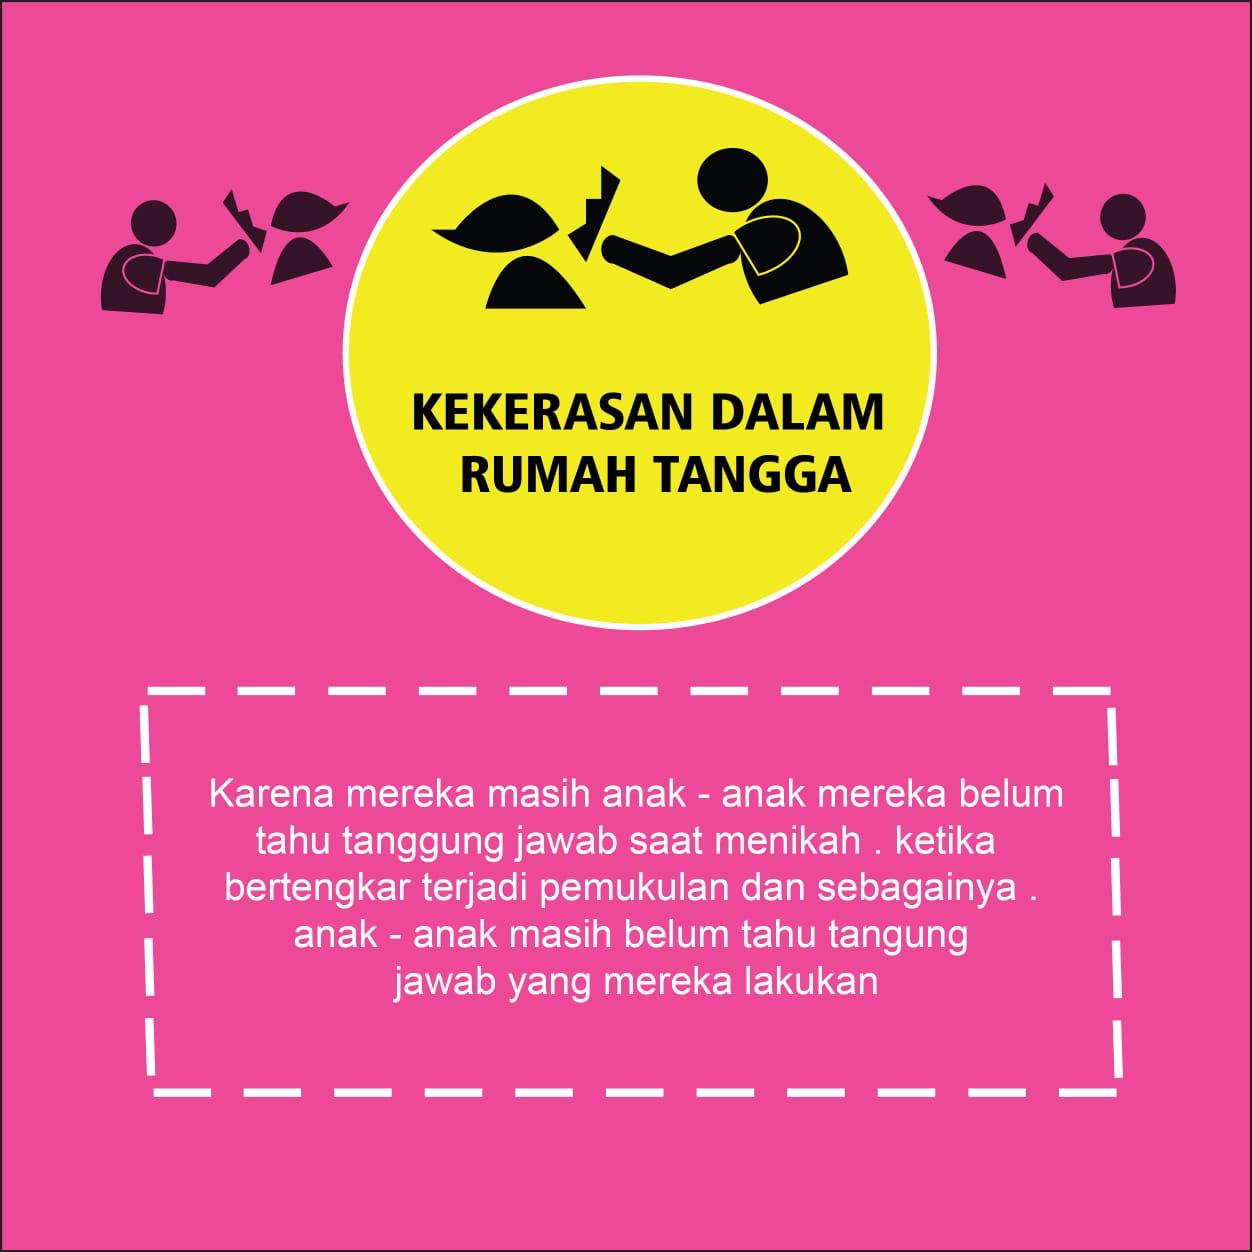 KEKERASAN DALAM
RUMAH TANGGA
Karena mereka masih anak - anak mereka belum
tahu tanggung jawab saat menikah . ketika
bertengkar terjadi pemukulan dan sebagainya .
anak - anak masih belum tahu tangung
jawab yang mereka lakukan